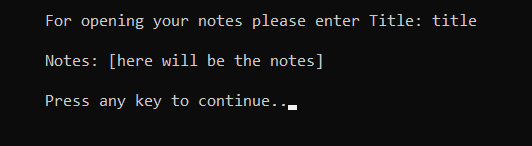 For opening your notes please enter Title: title
Notes: [here will be the notes]
Press any key to continue..